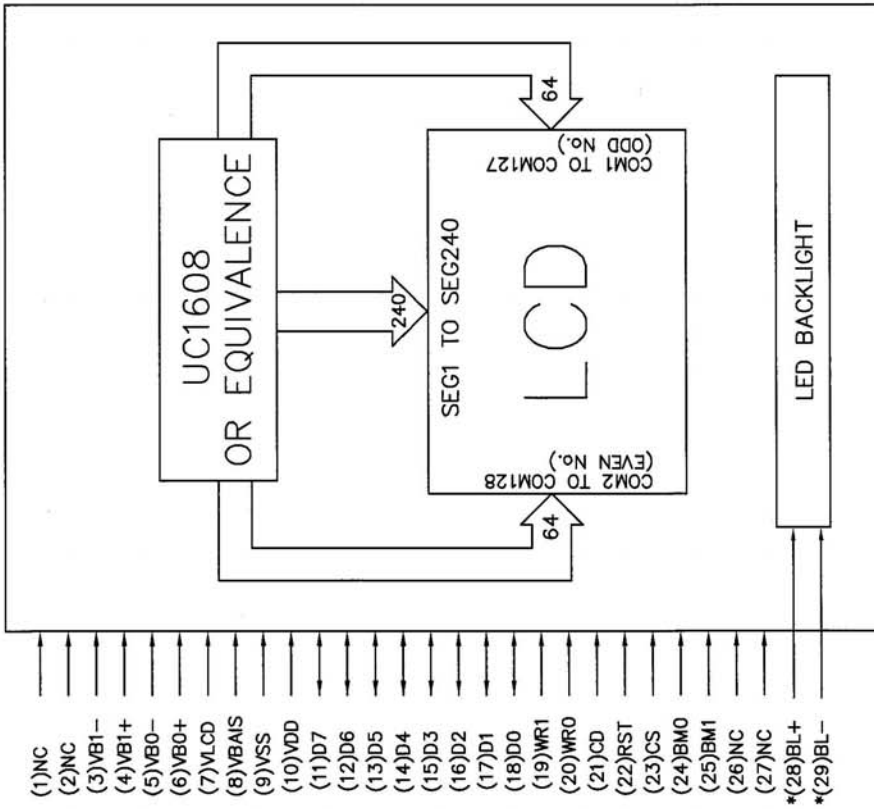 UC1608
OR EQUIVALENCE
64
240
64
SEG1 TO SEG240
LCD
COM2 TO COM128
(EVEN No.)
COM1 TO COM127
(ODD No.)
LED BACKLIGHT
(1)NC
(2)NC
(3)VB1-
(4)VB1+
(5)VB0-
(6)VB0+
(7)VLCD
(8)VBAIS
(9)VSS
(10)VDD
(11)D7
(12)D6
(13)D5
(14)D4
(15)D3
(16)D2
(17)D1
(18)D0
(19)WR1
(20)WR0
(21)CD
(22)RST
(23)CS
(24)BM0
(25)BM1
(26)NC
(27)NC
*(28)BL+
*(29)BL-